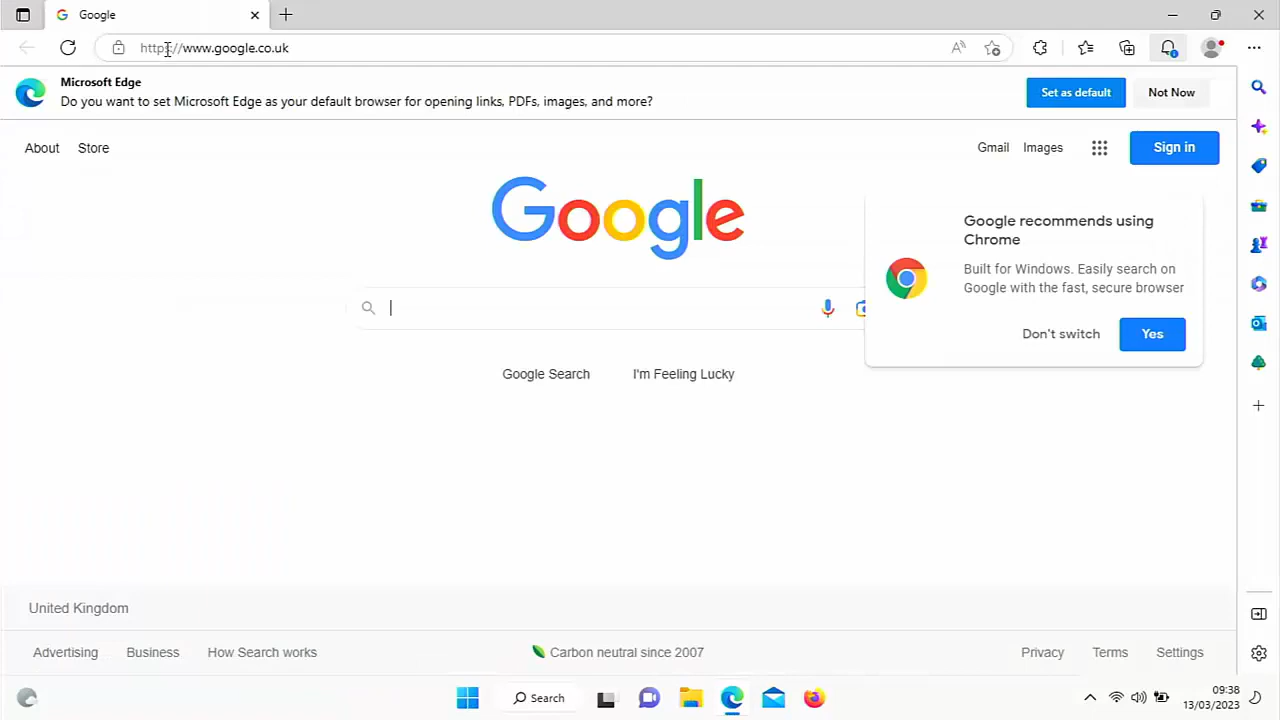 Google
https://www.google.co.uk
Microsoft Edge
Do you want to set Microsoft Edge as your default browser for opening links, PDFs, images, and more?
Set as default
Not Now
About
Store
Gmail
Images
Sign in
Google
Google recommends using
Chrome
Built for Windows. Easily search on
Google with the fast, secure browser
Don't switch
Yes
Google Search
I'm Feeling Lucky
United Kingdom
Advertising
Business
How Search works
Carbon neutral since 2007
Privacy
Terms
Settings
Search
09:38
13/03/2023